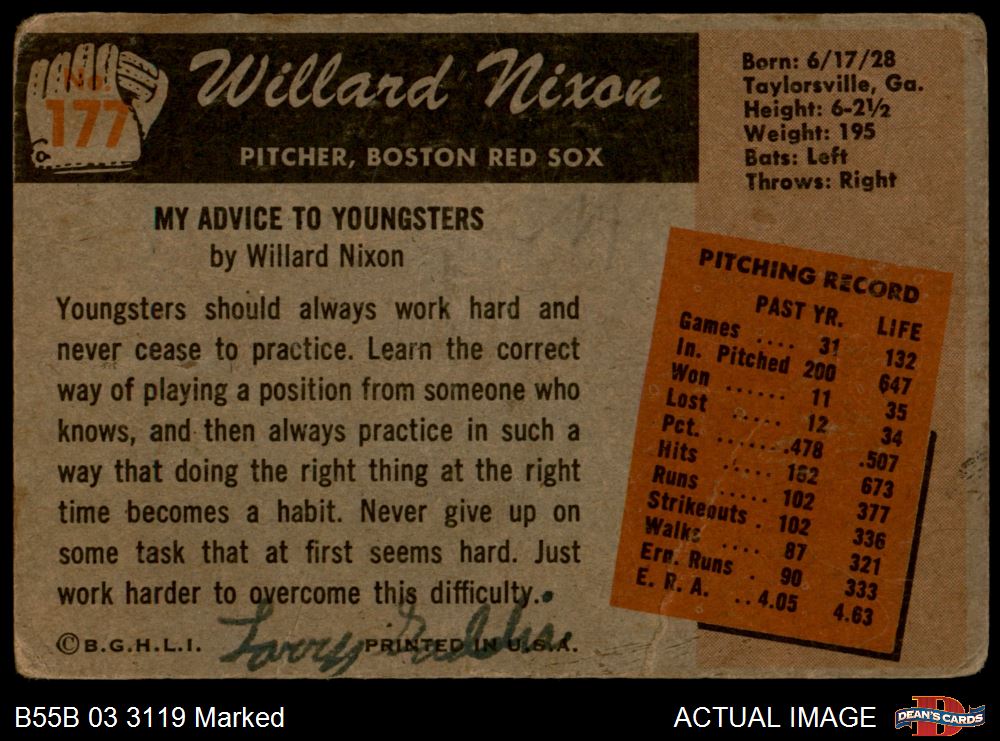 No.
177
Willard Nixon
PITCHER, BOSTON RED SOX
Born: 6/17/28
Taylorsville, Ga.
Height: 6-2½
Weight: 195
Bats: Left
Throws: Right
MY ADVICE TO YOUNGSTERS
by Willard Nixon
Youngsters should always work hard and
never cease to practice. Learn the correct
way of playing a position from someone who
knows, and then always practice in such a
way that doing the right thing at the right
time becomes a habit. Never give up on
some task that at first seems hard. Just
work harder to overcome this difficulty.
PITCHING RECORD
PAST YR. LIFE
Games .... 31 132
In. Pitched 200 647
Won ...... 11 35
Lost ..... 12 34
Pct. ...... .478 .507
Hits ..... 182 673
Runs ..... 102 377
Strikeouts . 102 336
Walks .... 87 321
Ern. Runs . 90 333
E. R. A. .. 4.05 4.63
Larry
© B.G.H.L.I. PRINTED IN U.S.A.
B55B 03 3119 Marked
ACTUAL IMAGE
DEAN'S CARDS